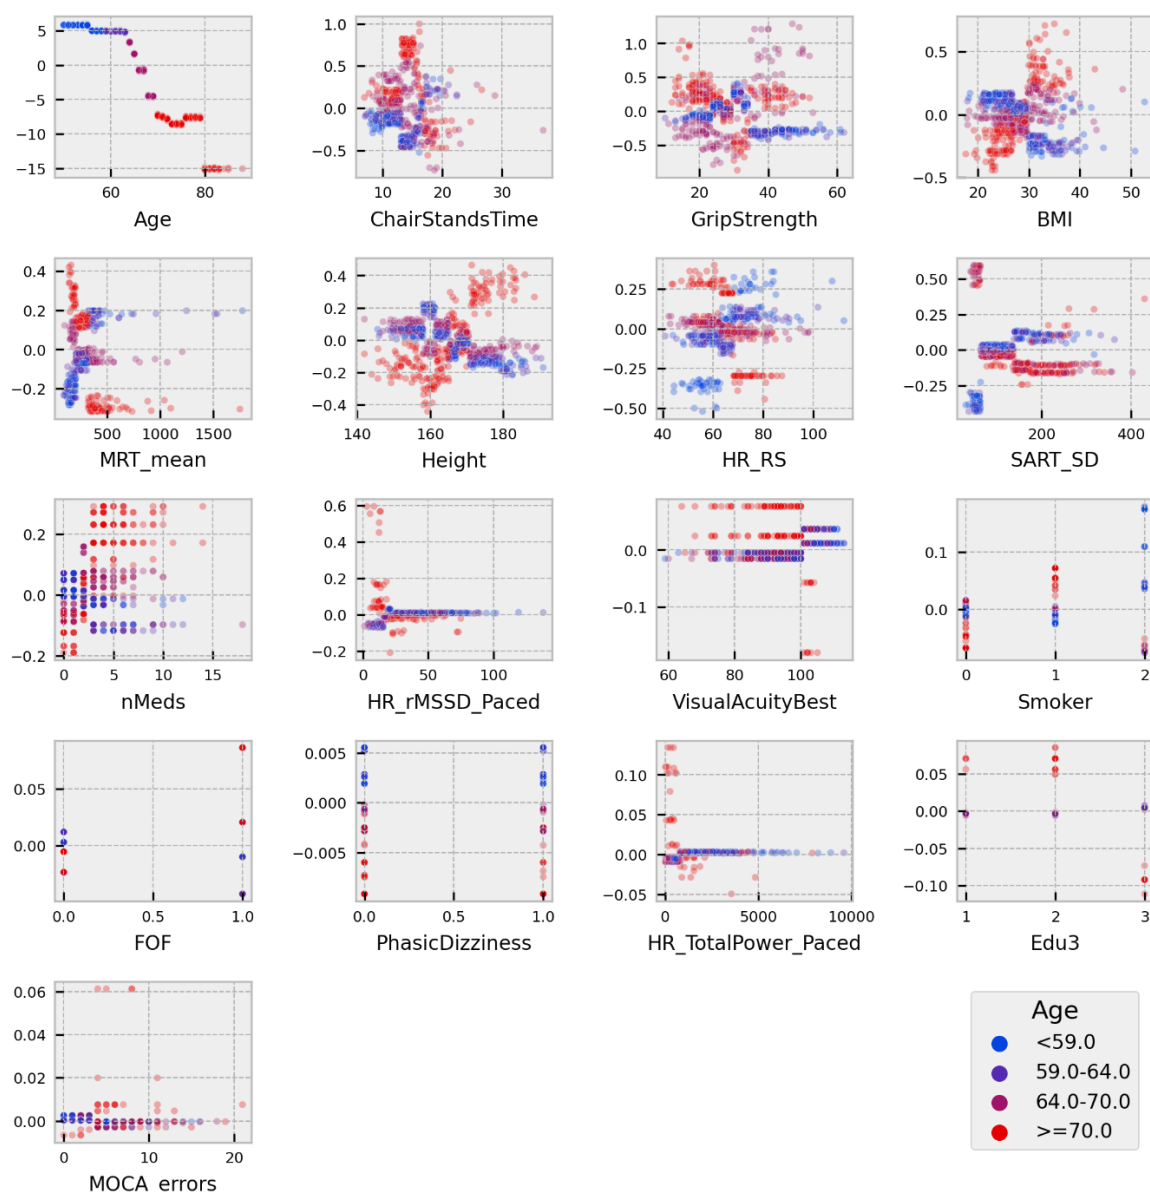 5
0
−5
−10
−15
60 80
Age
1.0
0.5
0.0
−0.5
10 20 30
ChairStandsTime
1.0
0.5
0.0
−0.5
20 40 60
GripStrength
0.5
0.0
−0.5
20 30 40 50
BMI
0.4
0.2
0.0
−0.2
500 1000 1500
MRT_mean
0.4
0.2
0.0
−0.2
−0.4
140 160 180
Height
0.25
0.00
−0.25
−0.50
40 60 80 100
HR_RS
0.50
0.25
0.00
−0.25
200 400
SART_SD
0.2
0.0
−0.2
0 5 10 15
nMeds
0.6
0.4
0.2
0.0
−0.2
0 50 100
HR_rMSSD_Paced
0.0
−0.1
60 80 100
VisualAcuityBest
0.1
0.0
0 1 2
Smoker
0.05
0.00
0.0 0.5 1.0
FOF
0.005
0.000
−0.005
0.0 0.5 1.0
PhasicDizziness
0.10
0.05
0.00
−0.05
0 5000 10000
HR_TotalPower_Paced
0.05
0.00
−0.05
−0.10
1 2 3
Edu3
0.06
0.04
0.02
0.00
0 10 20
MOCA_errors
Age
<59.0
59.0-64.0
64.0-70.0
>=70.0